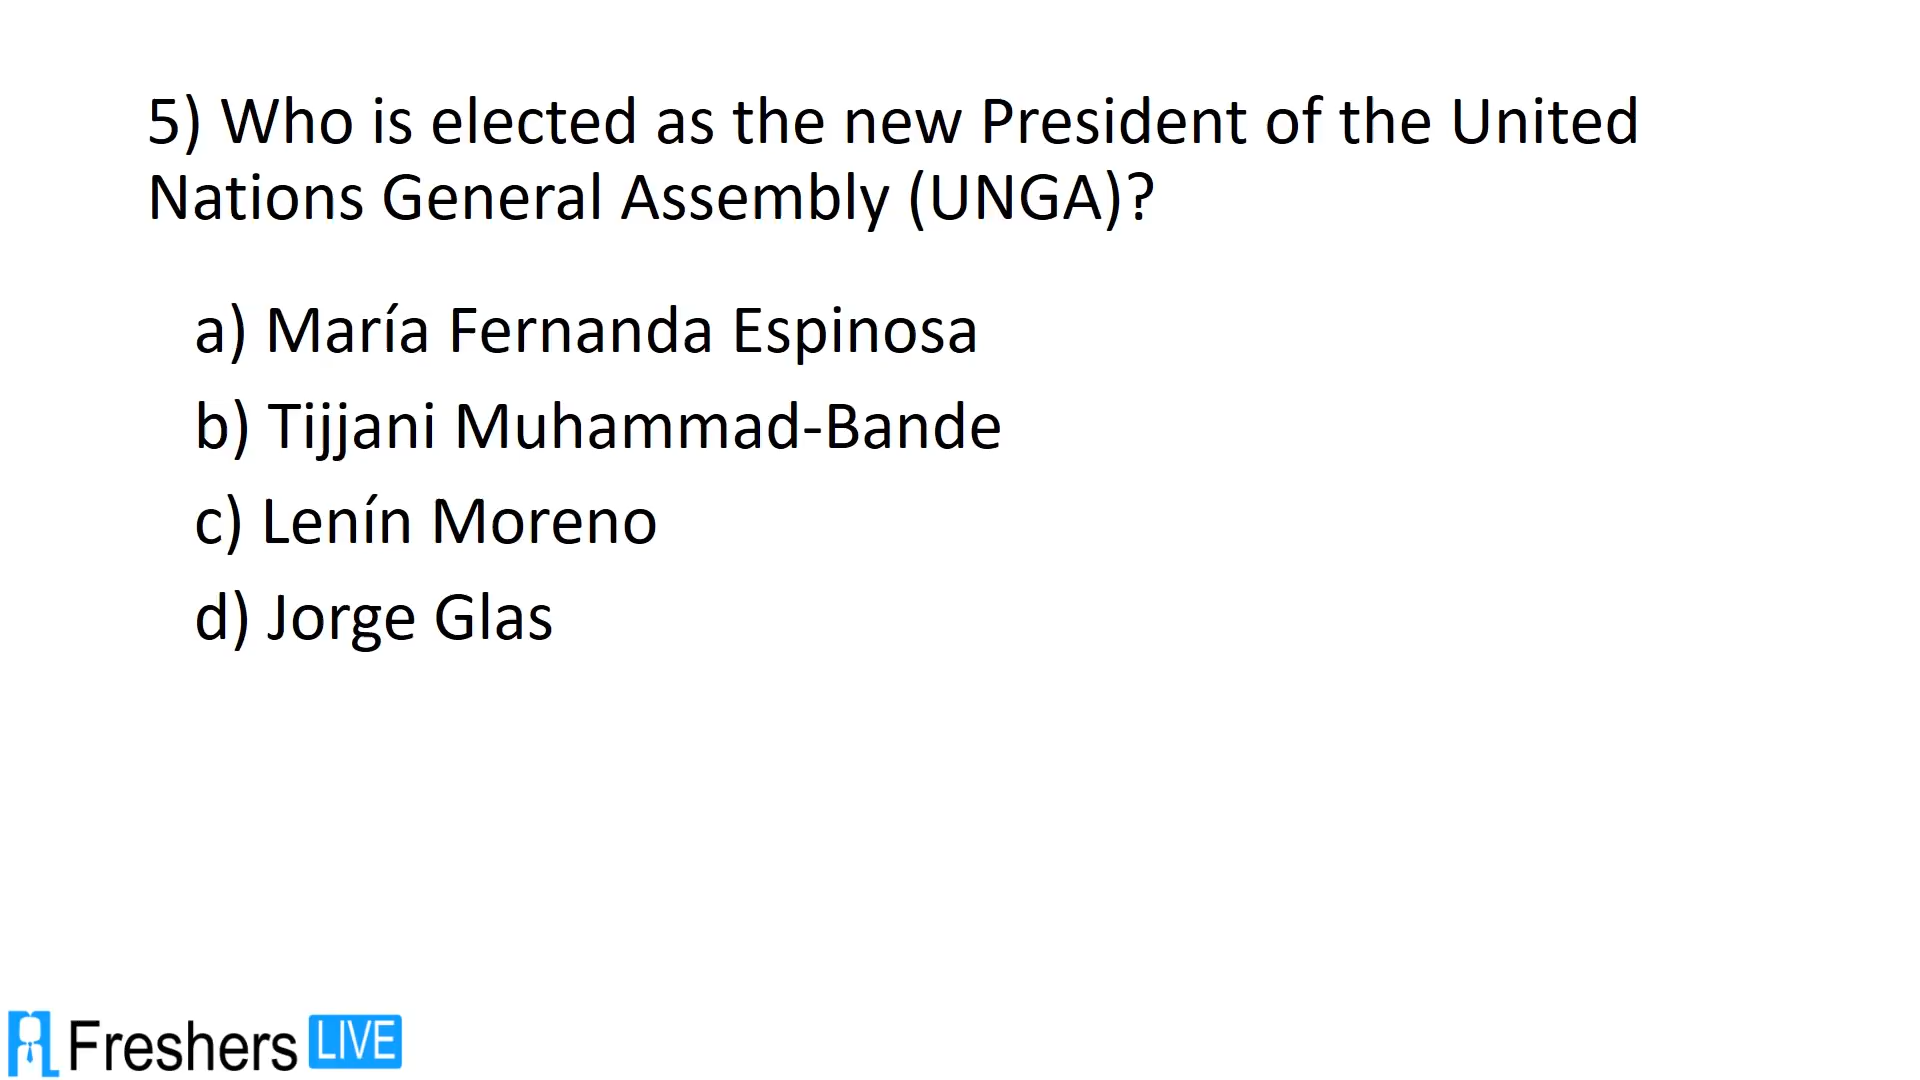 5) Who is elected as the new President of the United
Nations General Assembly (UNGA)?
a) María Fernanda Espinosa
b) Tijjani Muhammad-Bande
c) Lenín Moreno
d) Jorge Glas
Freshers LIVE